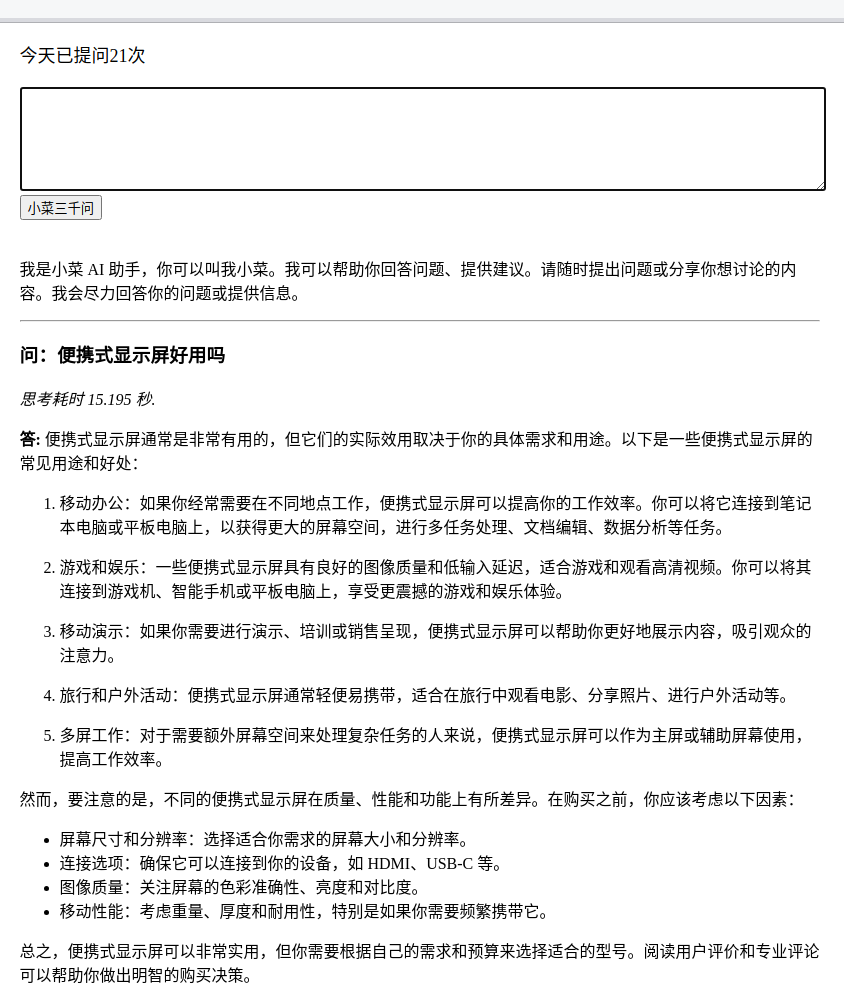 今天已提问21次
小菜三千问
我是小菜 AI 助手，你可以叫我小菜。我可以帮助你回答问题、提供建议。请随时提出问题或分享你想讨论的内
容。我会尽力回答你的问题或提供信息。
问：便携式显示屏好用吗
思考耗时 15.195 秒.
答: 便携式显示屏通常是非常有用的，但它们的实际效用取决于你的具体需求和用途。以下是一些便携式显示屏的
常见用途和好处：
1. 移动办公：如果你经常需要在不同地点工作，便携式显示屏可以提高你的工作效率。你可以将它连接到笔记
本电脑或平板电脑上，以获得更大的屏幕空间，进行多任务处理、文档编辑、数据分析等任务。
2. 游戏和娱乐：一些便携式显示屏具有良好的图像质量和低输入延迟，适合游戏和观看高清视频。你可以将其
连接到游戏机、智能手机或平板电脑上，享受更震撼的游戏和娱乐体验。
3. 移动演示：如果你需要进行演示、培训或销售呈现，便携式显示屏可以帮助你更好地展示内容，吸引观众的
注意力。
4. 旅行和户外活动：便携式显示屏通常轻便易携带，适合在旅行中观看电影、分享照片、进行户外活动等。
5. 多屏工作：对于需要额外屏幕空间来处理复杂任务的人来说，便携式显示屏可以作为主屏或辅助屏幕使用，
提高工作效率。
然而，要注意的是，不同的便携式显示屏在质量、性能和功能上有所差异。在购买之前，你应该考虑以下因素：
• 屏幕尺寸和分辨率：选择适合你需求的屏幕大小和分辨率。
• 连接选项：确保它可以连接到你的设备，如 HDMI、USB-C 等。
• 图像质量：关注屏幕的色彩准确性、亮度和对比度。
• 移动性能：考虑重量、厚度和耐用性，特别是如果你需要频繁携带它。
总之，便携式显示屏可以非常实用，但你需要根据自己的需求和预算来选择适合的型号。阅读用户评价和专业评论
可以帮助你做出明智的购买决策。